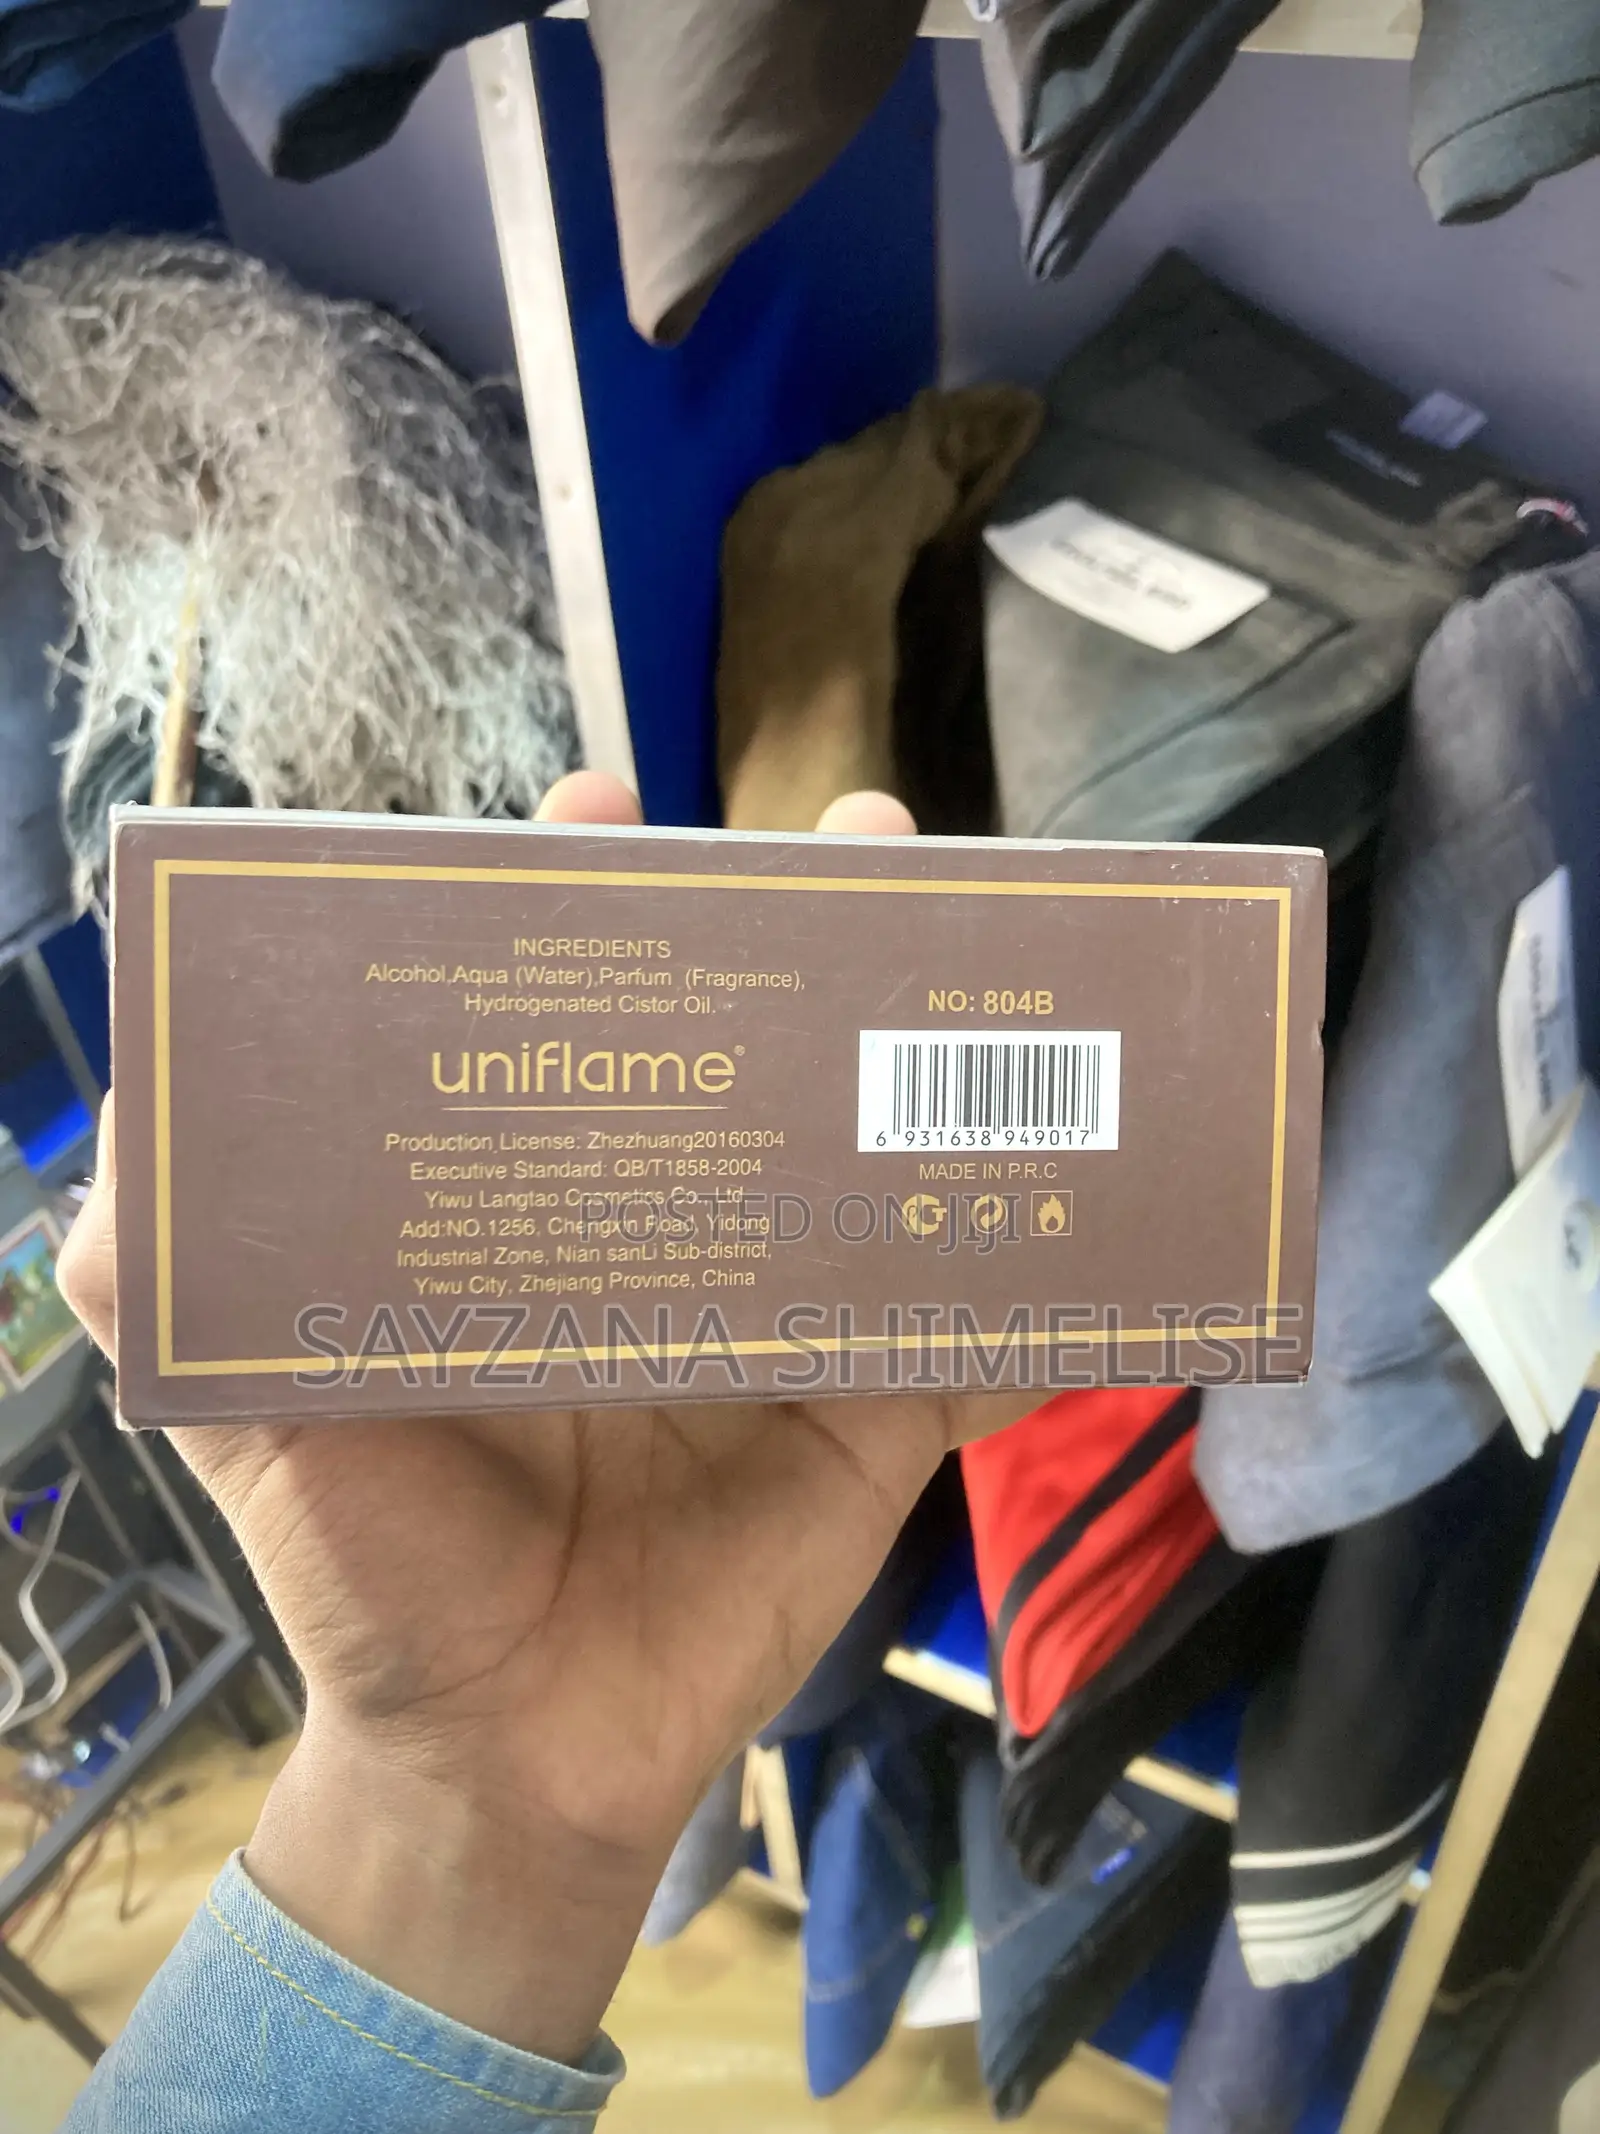 INGREDIENTS
Alcohol,Aqua (Water),Parfum (Fragrance),
Hydrogenated Cistor Oil.
uniflame®
Production License: Zhezhuang20160304
Executive Standard: QB/T1858-2004
Yiwu Langtao Cosmetics Co., Ltd,
Add:NO.1256, Chengxin Road, Yidong
Industrial Zone, Nian sanLi Sub-district,
Yiwu City, Zhejiang Province, China
NO: 804B
6 931638 949017
MADE IN P.R.C
POSTED ON JIJI
SAYZANA SHIMELISE